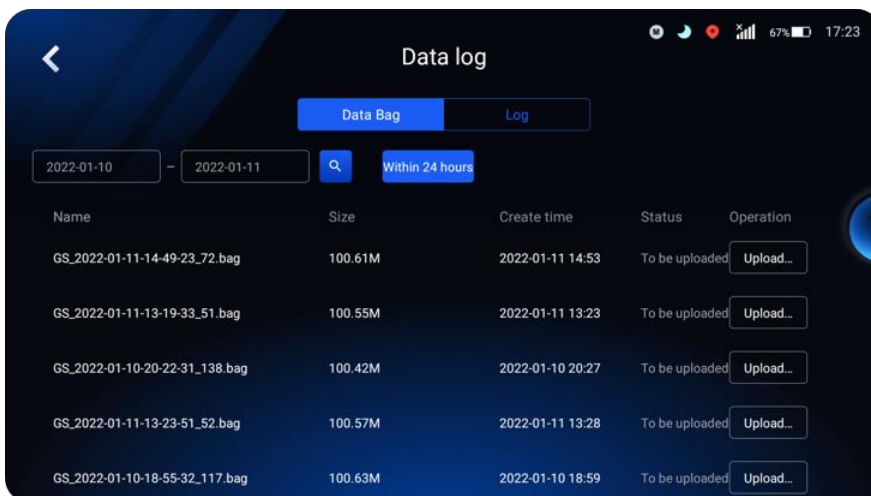 M 67% 17:23
Data log
Data Bag Log
2022-01-10 – 2022-01-11 Within 24 hours
Name Size Create time Status Operation
GS_2022-01-11-14-49-23_72.bag 100.61M 2022-01-11 14:53 To be uploaded Upload...
GS_2022-01-11-13-19-33_51.bag 100.55M 2022-01-11 13:23 To be uploaded Upload...
GS_2022-01-10-20-22-31_138.bag 100.42M 2022-01-10 20:27 To be uploaded Upload...
GS_2022-01-11-13-23-51_52.bag 100.57M 2022-01-11 13:28 To be uploaded Upload...
GS_2022-01-10-18-55-32_117.bag 100.63M 2022-01-10 18:59 To be uploaded Upload...